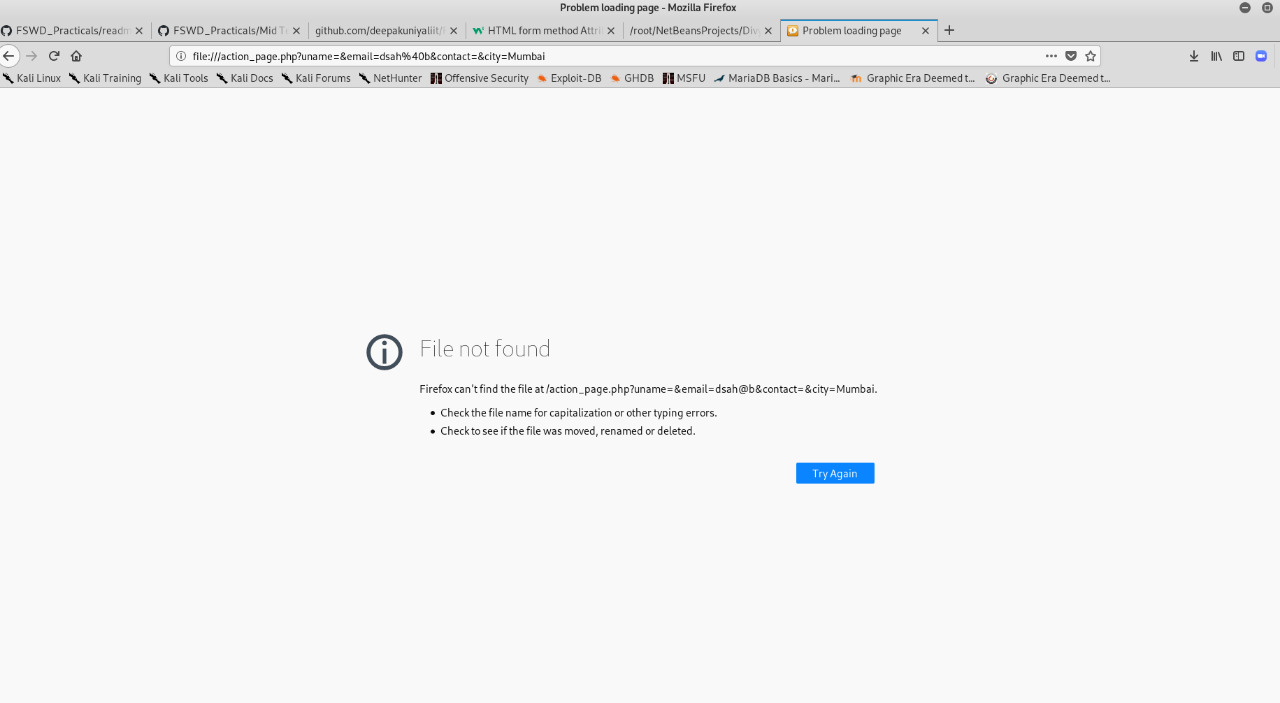 Problem loading page - Mozilla Firefox
FSWD_Practicals/readm FSWD_Practicals/Mid Te github.com/deepakuniyaliit/ HTML form method Attri /root/NetBeansProjects/Div Problem loading page
file:///action_page.php?uname=&email=dsah%40b&contact=&city=Mumbai
Kali Linux Kali Training Kali Tools Kali Docs Kali Forums NetHunter Offensive Security Exploit-DB GHDB MSFU MariaDB Basics - Mari... Graphic Era Deemed t... Graphic Era Deemed t...
File not found
Firefox can't find the file at /action_page.php?uname=&email=dsah@b&contact=&city=Mumbai.
• Check the file name for capitalization or other typing errors.
• Check to see if the file was moved, renamed or deleted.
Try Again